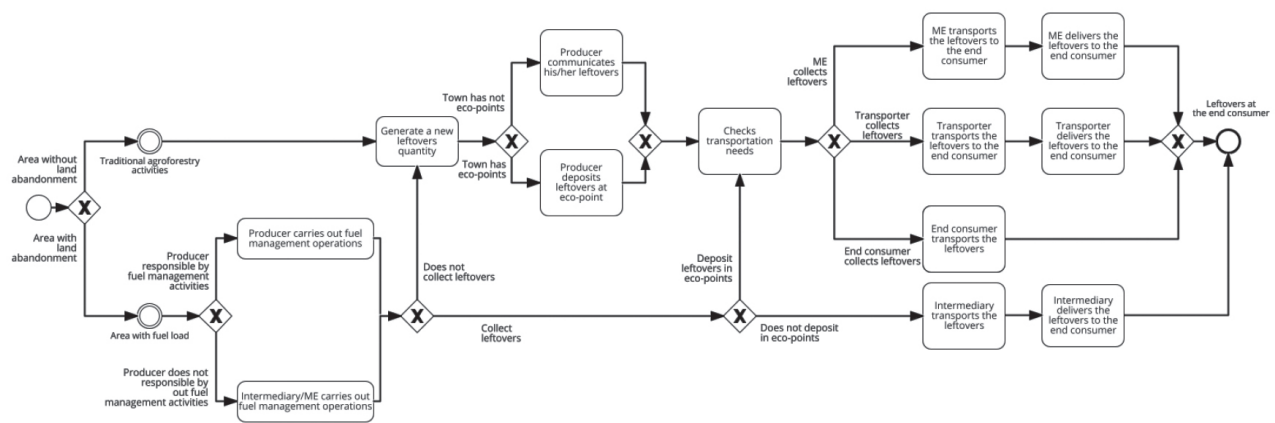 Area without
land
abandonment
X
Area with
land
abandonment
Traditional agroforestry
activities
Area with fuel load
Producer
responsible by
fuel management
activities
X
Producer does not
responsible by
out fuel
management activities
Producer carries out fuel
management operations
Intermediary/ME carries out
fuel management operations
X
Does not
collect leftovers
Collect
leftovers
Generate a new
leftovers
quantity
Town has not
eco-points
X
Town has
eco-points
Producer
communicates
his/her leftovers
Producer
deposits
leftovers at
eco-point
X
Checks
transportation
needs
Deposit
leftovers in
eco-points
X
Does not deposit
in eco-points
ME
collects
leftovers
X
Transporter
collects
leftovers
End consumer
collects leftovers
ME transports
the leftovers to
the end
consumer
ME delivers the
leftovers to the
end consumer
Transporter
transports the
leftovers to the
end consumer
Transporter
delivers the
leftovers to the
end consumer
End consumer
transports the
leftovers
Intermediary
transports the
leftovers
Intermediary
delivers the
leftovers to the
end consumer
X
Leftovers at
the end consumer